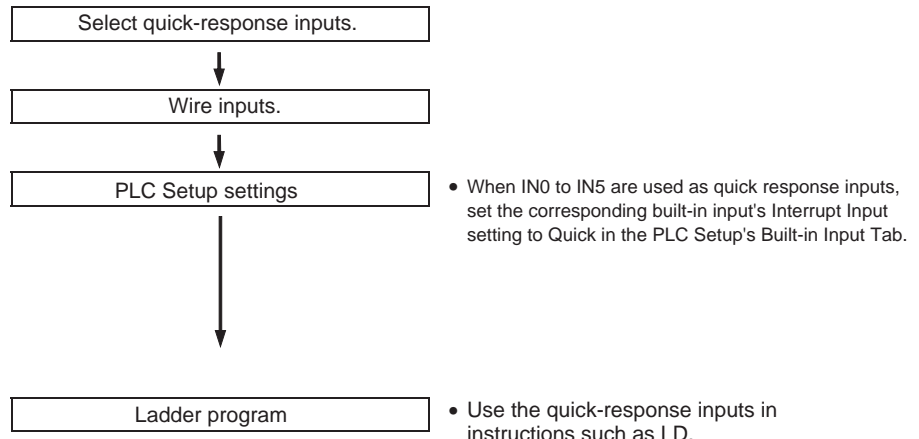 Select quick-response inputs.
Wire inputs.
PLC Setup settings
• When IN0 to IN5 are used as quick response inputs,
set the corresponding built-in input's Interrupt Input
setting to Quick in the PLC Setup's Built-in Input Tab.
Ladder program
• Use the quick-response inputs in
instructions such as LD.